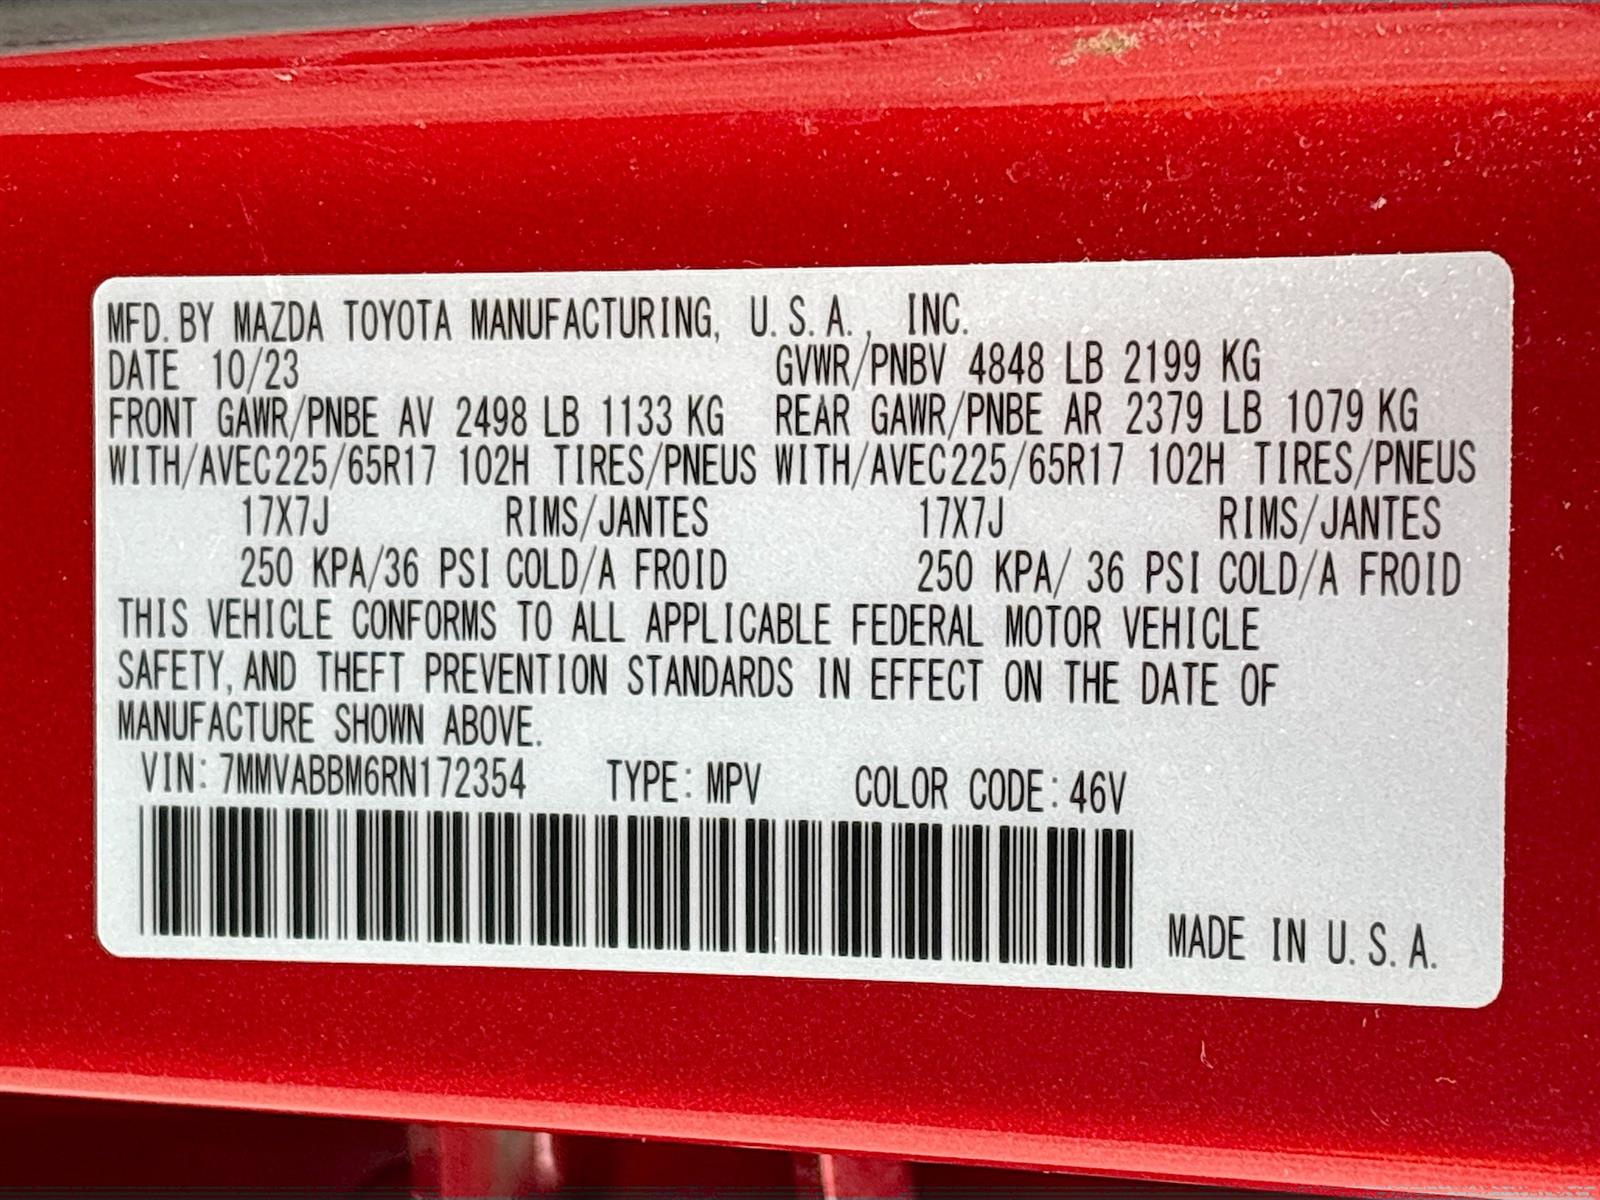 MFD. BY MAZDA TOYOTA MANUFACTURING, U. S. A. , INC.
DATE 10/23 GVWR/PNBV 4848 LB 2199 KG
FRONT GAWR/PNBE AV 2498 LB 1133 KG REAR GAWR/PNBE AR 2379 LB 1079 KG
WITH/AVEC225/65R17 102H TIRES/PNEUS WITH/AVEC225/65R17 102H TIRES/PNEUS
17X7J RIMS/JANTES 17X7J RIMS/JANTES
250 KPA/36 PSI COLD/A FROID 250 KPA/ 36 PSI COLD/A FROID
THIS VEHICLE CONFORMS TO ALL APPLICABLE FEDERAL MOTOR VEHICLE
SAFETY, AND THEFT PREVENTION STANDARDS IN EFFECT ON THE DATE OF
MANUFACTURE SHOWN ABOVE.
VIN: 7MMVABBM6RN172354 TYPE: MPV COLOR CODE: 46V
MADE IN U. S. A.